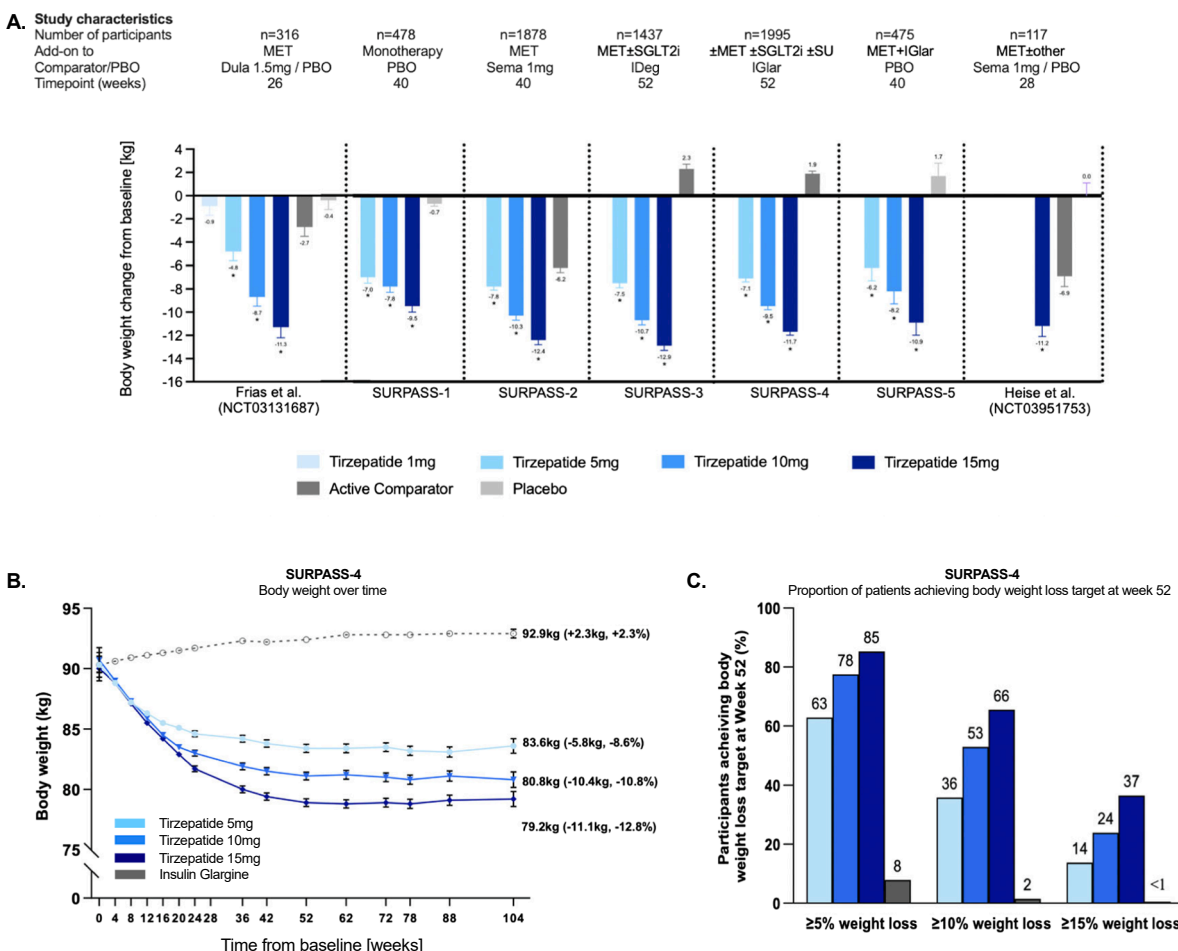 A.
Study characteristics
Number of participants n=316 n=478 n=1878 n=1437 n=1995 n=475 n=117
Add-on to MET Monotherapy MET MET±SGLT2i ±MET ±SGLT2i ±SU MET+IGlar MET±other
Comparator/PBO Dula 1.5mg / PBO PBO Sema 1mg IDeg IGlar PBO Sema 1mg / PBO
Timepoint (weeks) 26 40 40 52 52 40 28
Body weight change from baseline [kg]
4
2
0
-2
-4
-6
-8
-10
-12
-14
-16
-0.9 -4.8 * -8.7 * -11.3 * -2.7 -0.4
-7.0 * -7.8 * -9.5 * -0.7
-7.8 * -10.3 * -12.4 * -6.2
-7.5 * -10.7 * -12.9 * 2.3
-7.1 * -9.5 * -11.7 * 1.9
-6.2 * -8.2 * -10.9 * 1.7
-11.2 * -6.9 0.0
Frias et al. SURPASS-1 SURPASS-2 SURPASS-3 SURPASS-4 SURPASS-5 Heise et al.
(NCT03131687) (NCT03951753)
Tirzepatide 1mg Tirzepatide 5mg Tirzepatide 10mg Tirzepatide 15mg
Active Comparator Placebo
B.
SURPASS-4
Body weight over time
Body weight (kg)
95
90
85
80
75
0
92.9kg (+2.3kg, +2.3%)
83.6kg (-5.8kg, -8.6%)
80.8kg (-10.4kg, -10.8%)
79.2kg (-11.1kg, -12.8%)
Tirzepatide 5mg
Tirzepatide 10mg
Tirzepatide 15mg
Insulin Glargine
0 4 8 12 16 20 24 28 36 42 52 62 72 78 88 104
Time from baseline [weeks]
C.
SURPASS-4
Proportion of patients achieving body weight loss target at week 52
Participants acheiving body
weight loss target at Week 52 (%)
100
80
60
40
20
0
63 78 85 8
36 53 66 2
14 24 37 <1
≥5% weight loss ≥10% weight loss ≥15% weight loss